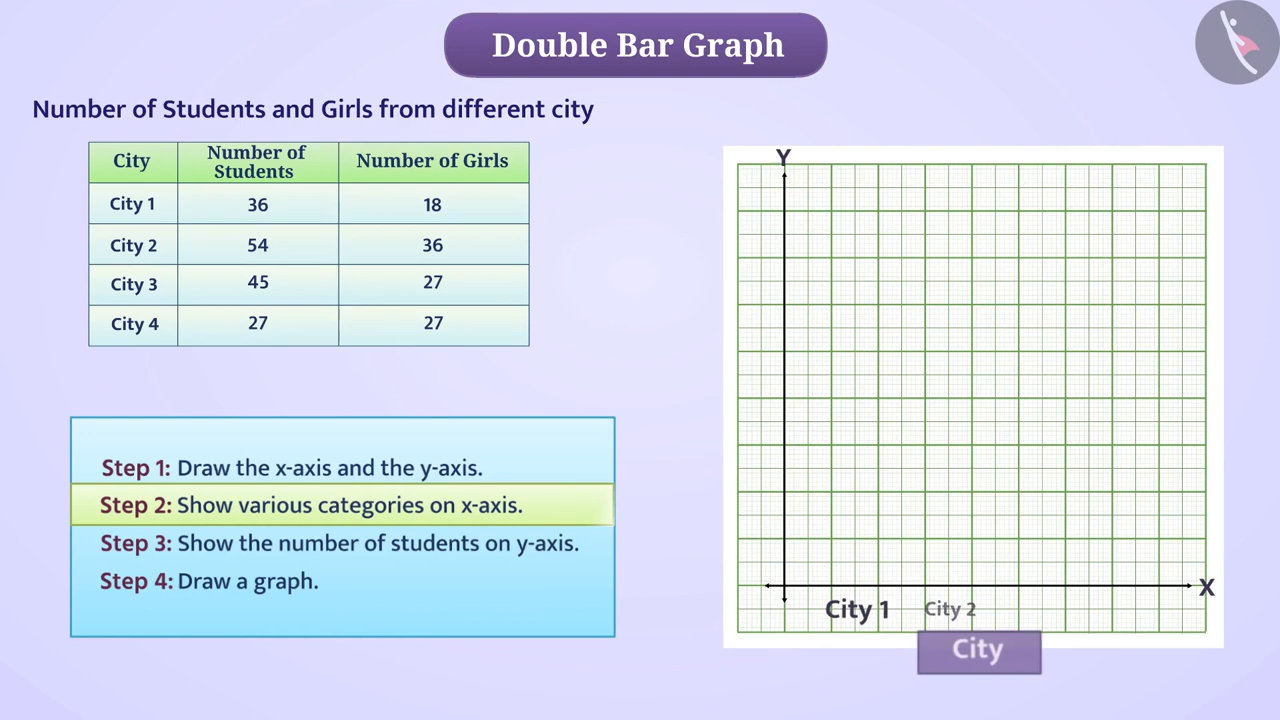 Double Bar Graph
Number of Students and Girls from different city
City Number of Students Number of Girls
City 1 36 18
City 2 54 36
City 3 45 27
City 4 27 27
Step 1: Draw the x-axis and the y-axis.
Step 2: Show various categories on x-axis.
Step 3: Show the number of students on y-axis.
Step 4: Draw a graph.
Y
X
City 1 City 2
City